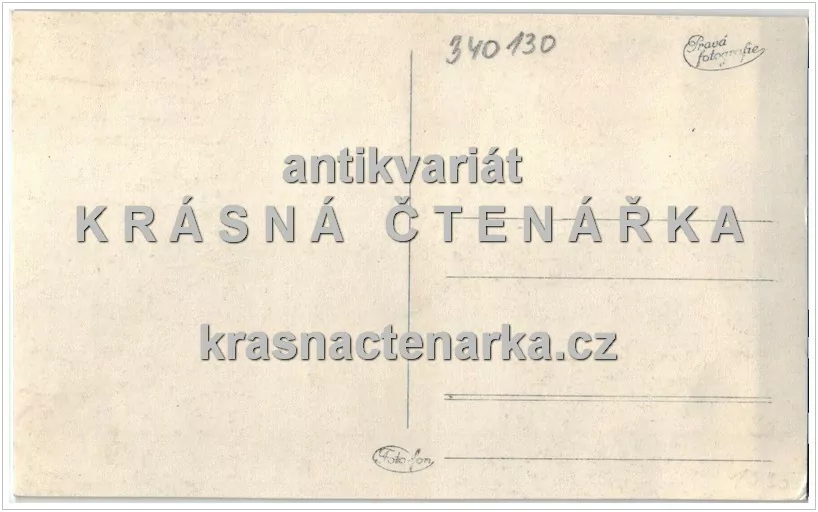 340130
Pravá
fotografie
antikvariát
KRÁSNÁ ČTENÁŘKA
krasnactenarka.cz
Foto-fon